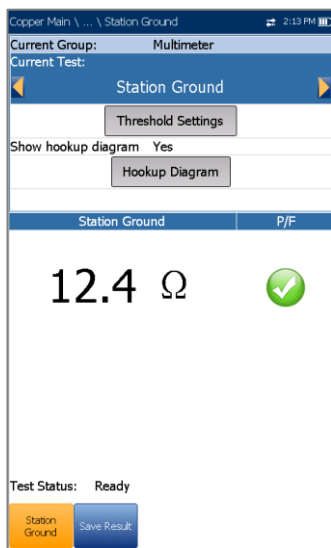 Copper Main \ ... \ Station Ground 2:13 PM
Current Group: Multimeter
Current Test:
Station Ground
Threshold Settings
Show hookup diagram Yes
Hookup Diagram
Station Ground P/F
12.4 Ω
Test Status: Ready
Station
Ground
Save Result